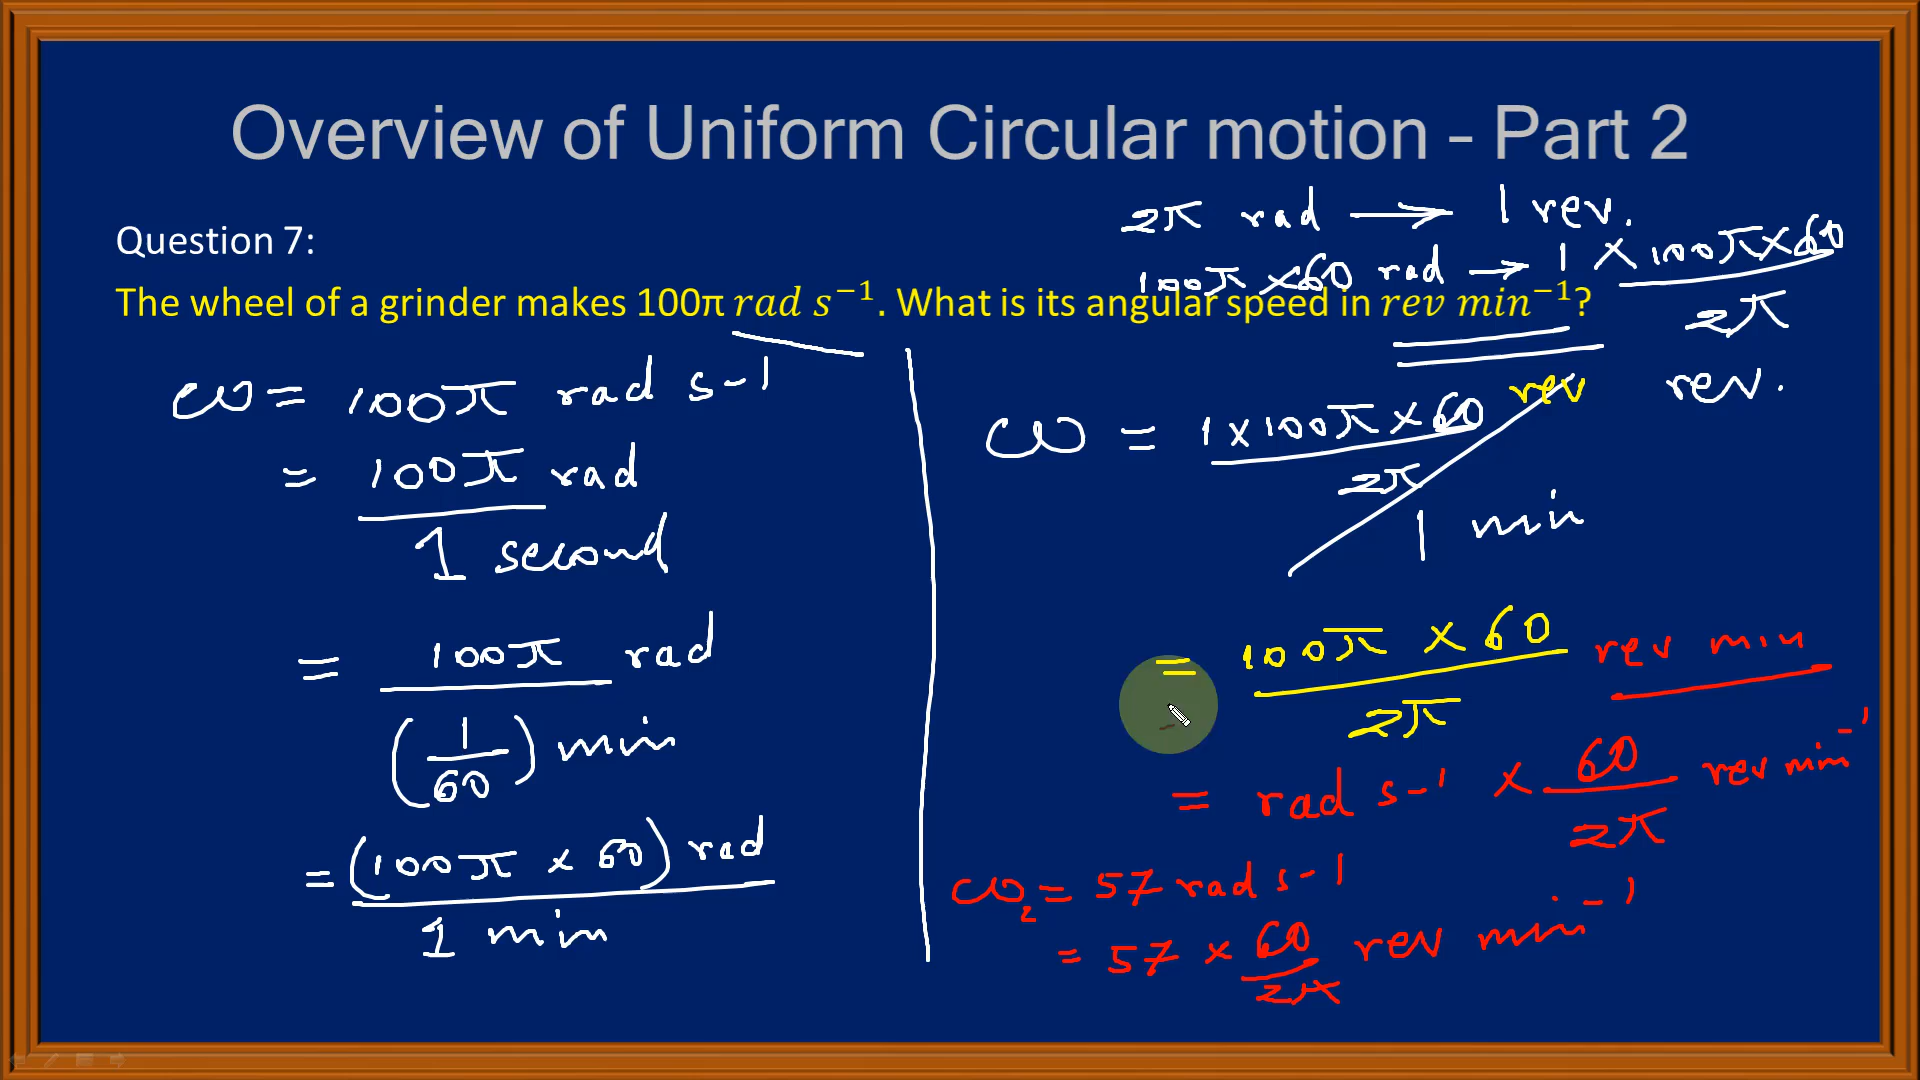 Overview of Uniform Circular motion – Part 2
Question 7:
The wheel of a grinder makes 100π rad s⁻¹. What is its angular speed in rev min⁻¹?
2π rad → 1 rev.
100π × 60 rad → 1 × 100π × 60 / 2π rev.
ω = 100π rad s-1
= 100π rad / 1 second
= 100π rad / (1/60) min
= (100π × 60) rad / 1 min
ω = 1 × 100π × 60 / 2π rev / 1 min
= 100π × 60 / 2π rev min
= rad s-1 × 60 / 2π rev min⁻¹
ω₂ = 57 rad s-1
= 57 × 60 / 2π rev min⁻¹